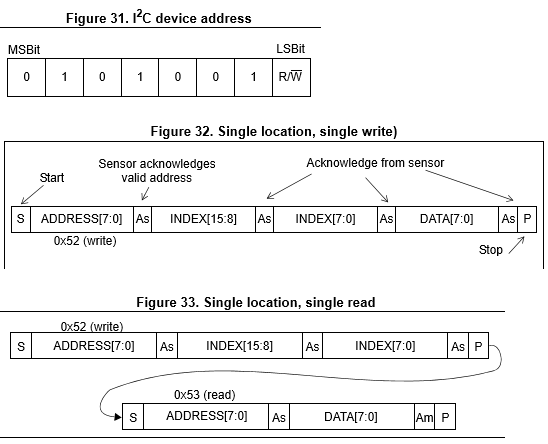 Figure 31. I2C device address
MSBit LSBit
0 1 0 1 0 0 1 R/W̅
Figure 32. Single location, single write)
Start
Sensor acknowledges
valid address
Acknowledge from sensor
S ADDRESS[7:0] As INDEX[15:8] As INDEX[7:0] As DATA[7:0] As P
0x52 (write)
Stop
Figure 33. Single location, single read
0x52 (write)
S ADDRESS[7:0] As INDEX[15:8] As INDEX[7:0] As P
0x53 (read)
S ADDRESS[7:0] As DATA[7:0] Am P